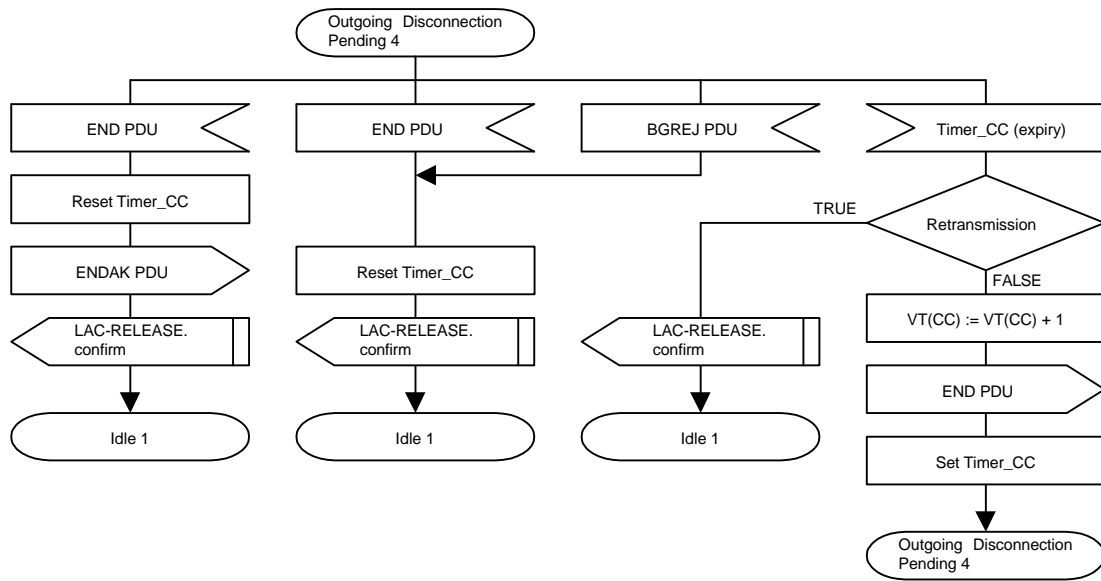 Outgoing Disconnection
Pending 4
END PDU
END PDU
BGREJ PDU
Timer_CC (expiry)
Reset Timer_CC
TRUE
Retransmission
ENDAK PDU
Reset Timer_CC
FALSE
LAC-RELEASE.
confirm
LAC-RELEASE.
confirm
LAC-RELEASE.
confirm
VT(CC) := VT(CC) + 1
END PDU
Idle 1
Idle 1
Idle 1
Set Timer_CC
Outgoing Disconnection
Pending 4